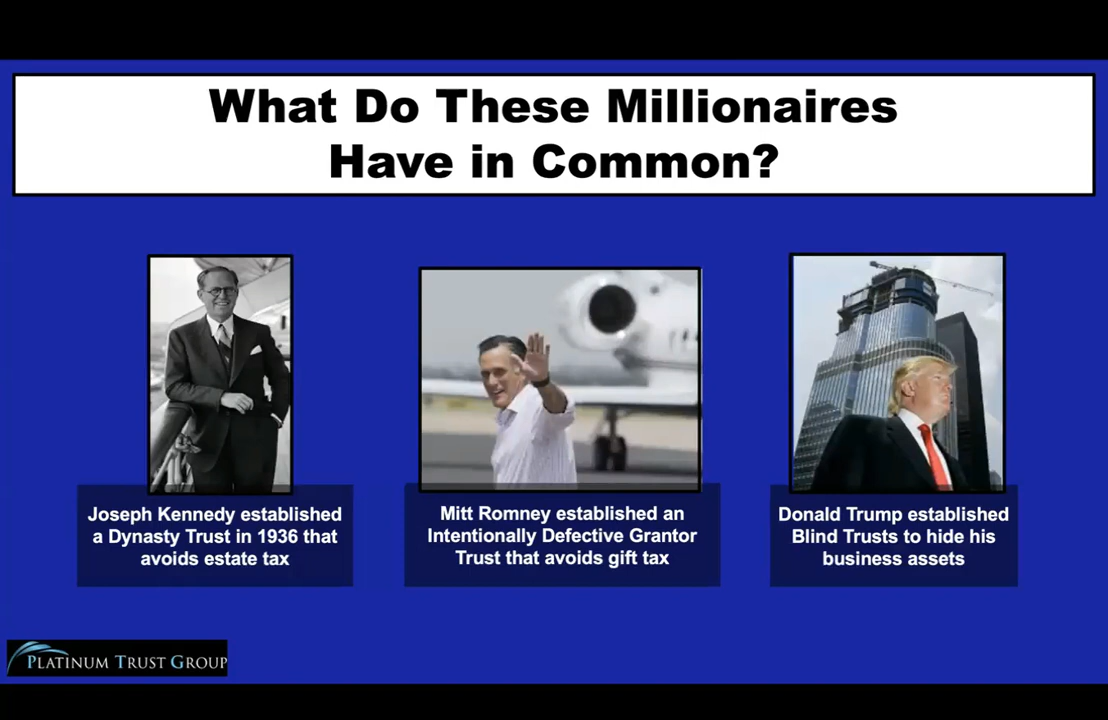 What Do These Millionaires
Have in Common?
Joseph Kennedy established
a Dynasty Trust in 1936 that
avoids estate tax
Mitt Romney established an
Intentionally Defective Grantor
Trust that avoids gift tax
Donald Trump established
Blind Trusts to hide his
business assets
PLATINUM TRUST GROUP